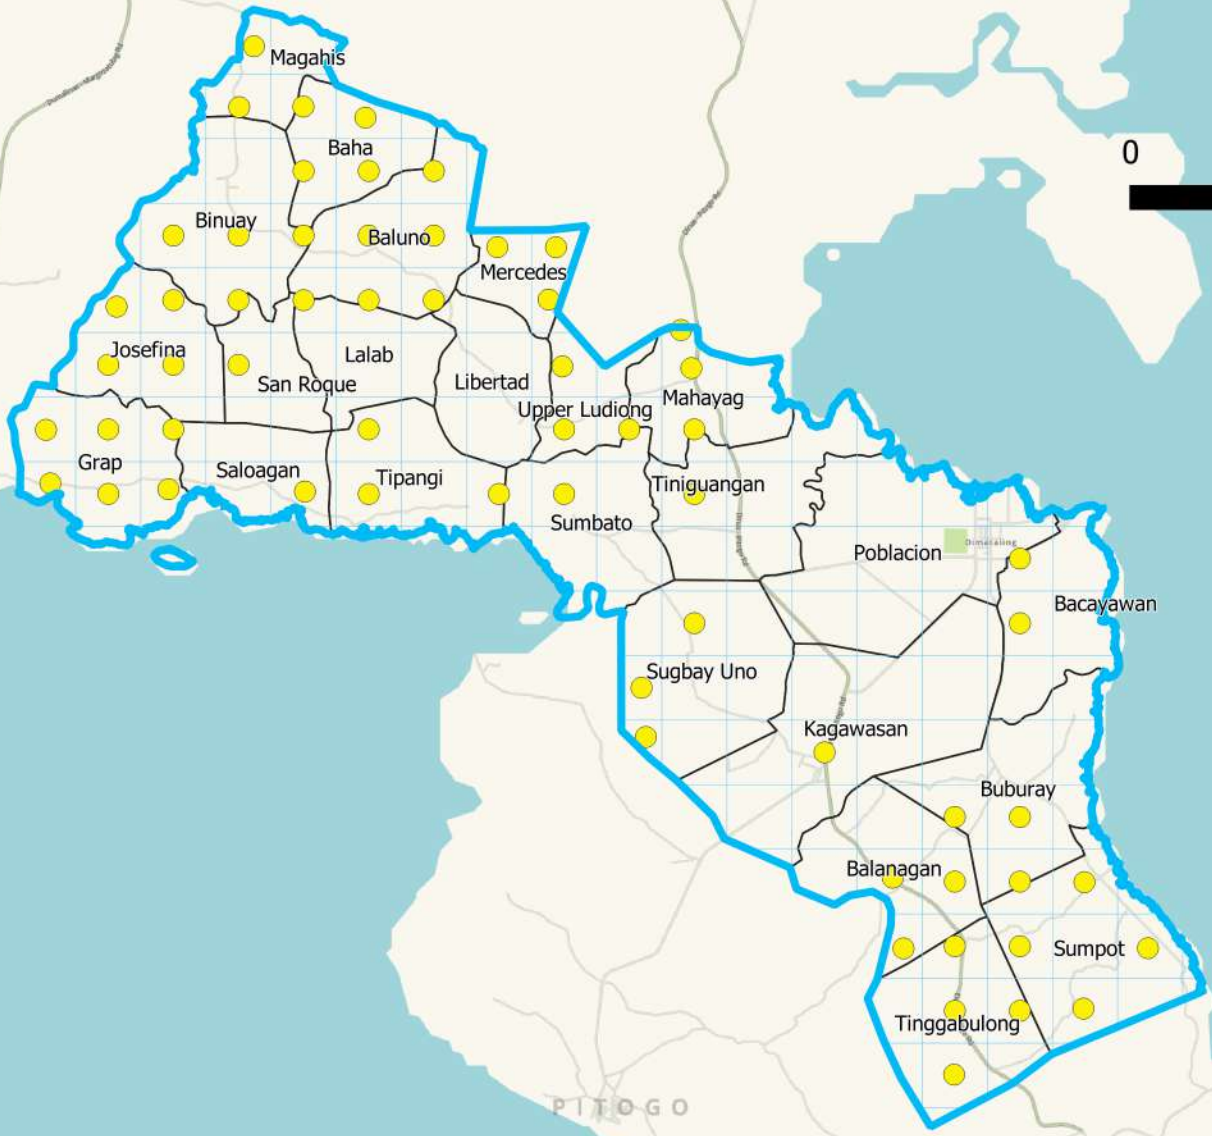 Magahis
Baha
0
Binuay
Baluno
Mercedes
Josefina
Lalab
San Roque
Libertad
Mahayag
Upper Ludiong
Grap
Saloagan
Tipangi
Tiniguangan
Sumbato
Dimataling
Poblacion
Bacayawan
Sugbay Uno
Kagawasan
Buburay
Balanagan
Sumpot
Tinggabulong
PITOGO